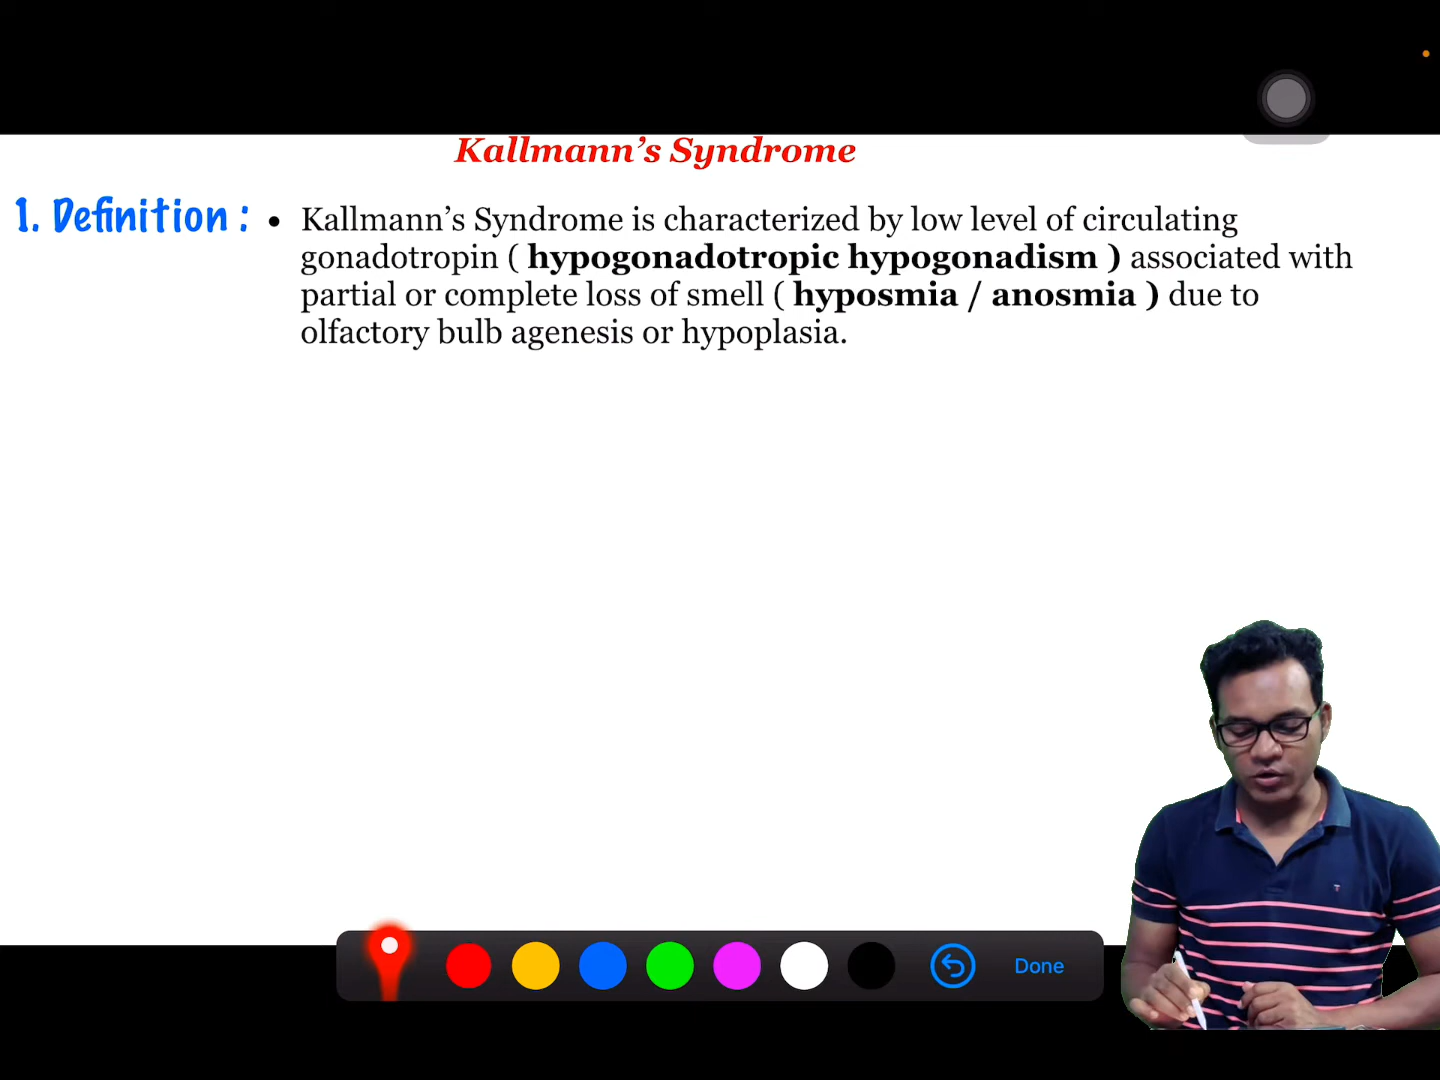 Kallmann’s Syndrome
1. Definition :
• Kallmann’s Syndrome is characterized by low level of circulating
gonadotropin ( hypogonadotropic hypogonadism ) associated with
partial or complete loss of smell ( hyposmia / anosmia ) due to
olfactory bulb agenesis or hypoplasia.
Done